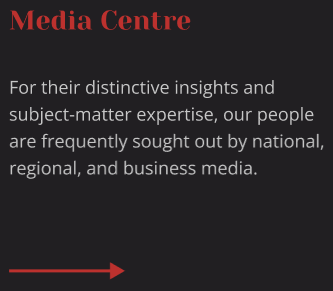 Media Centre
For their distinctive insights and
subject-matter expertise, our people
are frequently sought out by national,
regional, and business media.